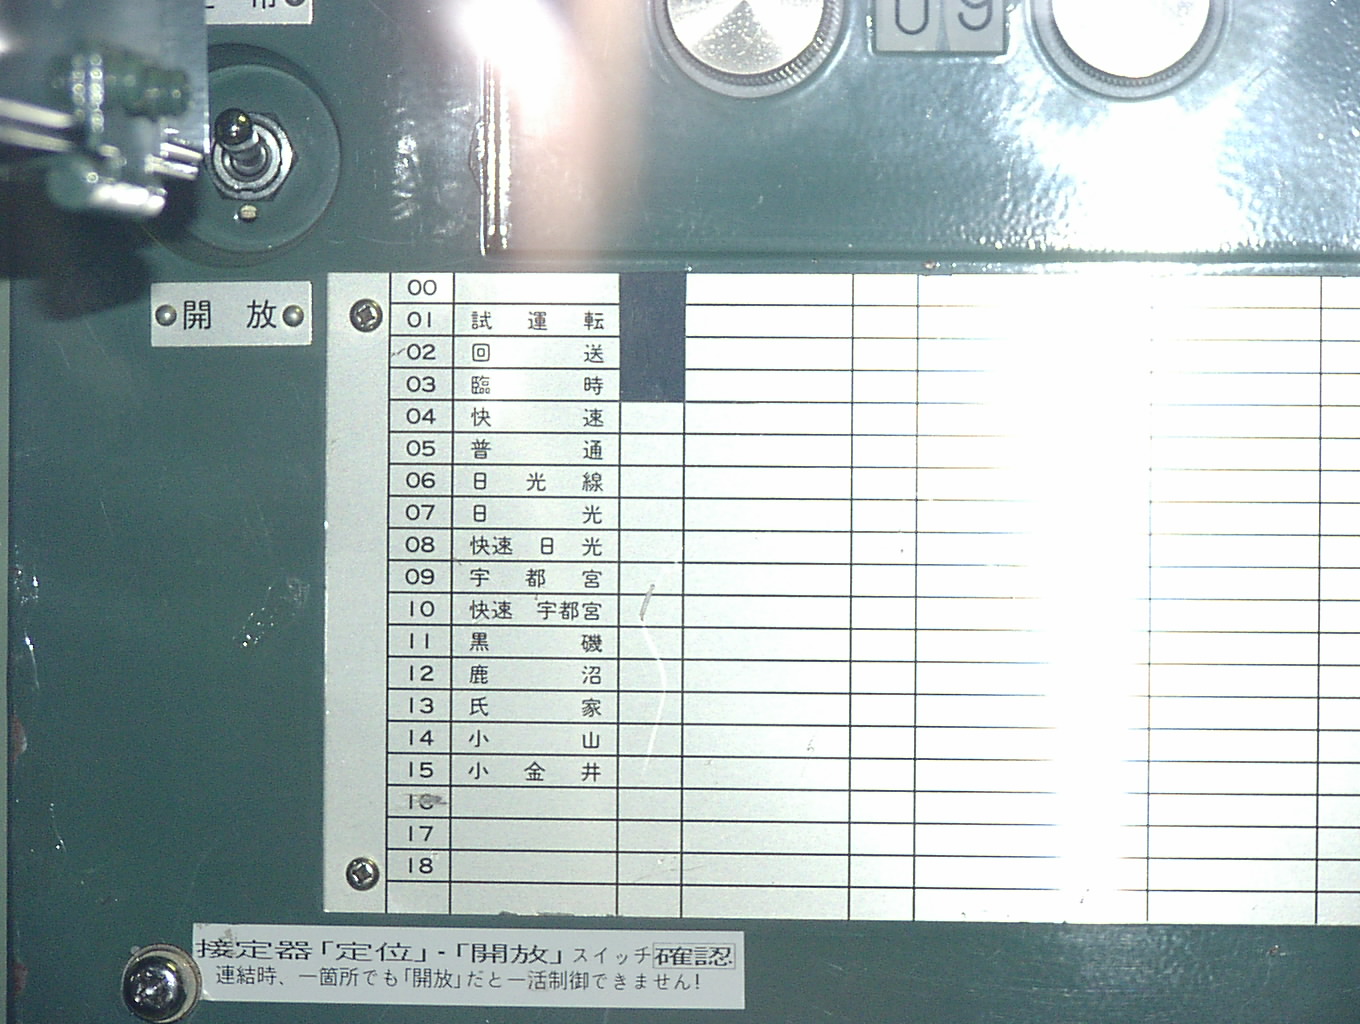 09
開 放
00
01 試 運 転
02 回 送
03 臨 時
04 快 速
05 普 通
06 日 光 線
07 日 光
08 快速 日 光
09 宇 都 宮
10 快速 宇都宮
11 黒 磯
12 鹿 沼
13 氏 家
14 小 山
15 小 金 井
16
17
18
接定器「定位」-「開放」スイッチ確認
連結時、一箇所でも「開放」だと一活制御できません!